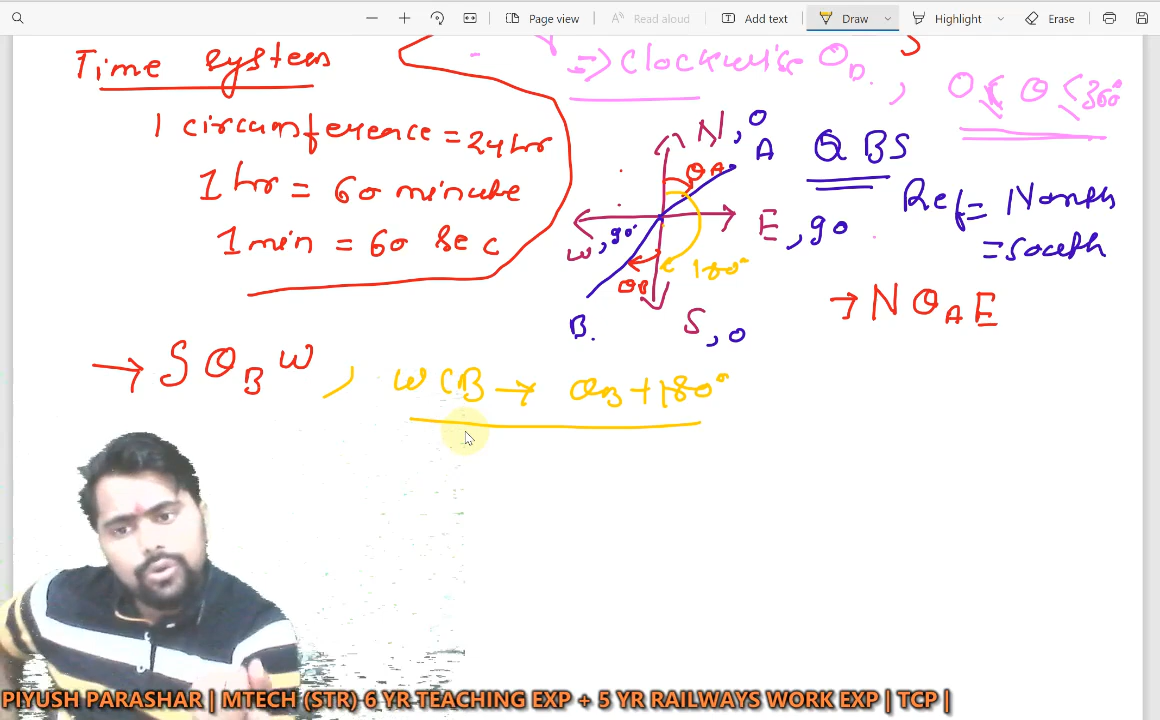 Page view
Read aloud
Add text
Draw
Highlight
Erase
Time system
1 circumference = 24 hr
1 hr = 60 minute
1 min = 60 sec
=> Clockwise
, 0 ≤ θ ≤ 360°
N, 0
A
θA
E, 90
W, 90°
180°
θB
B.
S, 0
QBS
Ref = North
= South
→ N θA E
→ S θB W , WCB → θB + 180°
PIYUSH PARASHAR | MTECH (STR) 6 YR TEACHING EXP + 5 YR RAILWAYS WORK EXP | TCP |